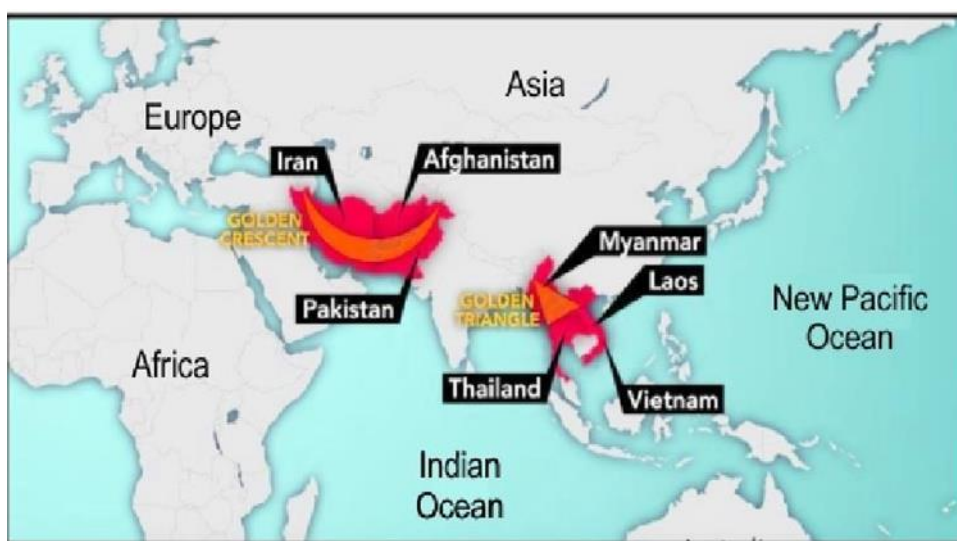 Asia
Europe
Iran
Afghanistan
GOLDEN
CRESCENT
Myanmar
Laos
Pakistan
GOLDEN
TRIANGLE
New Pacific
Ocean
Africa
Thailand
Vietnam
Indian
Ocean